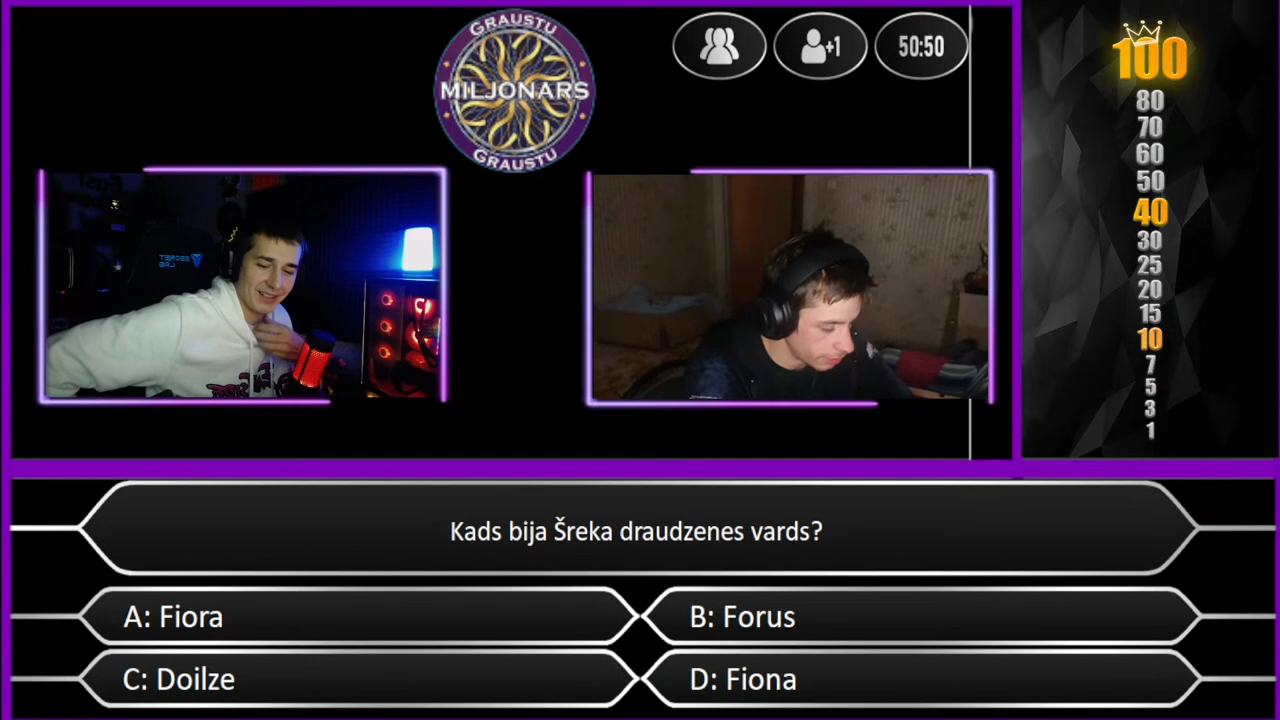 GRAUSTU
MILJONARS
GRAUSTU
+1
50:50
100
80
70
60
50
40
30
25
20
15
10
7
5
3
1
Kads bija Šreka draudzenes vards?
A: Fiora
B: Forus
C: Doilze
D: Fiona